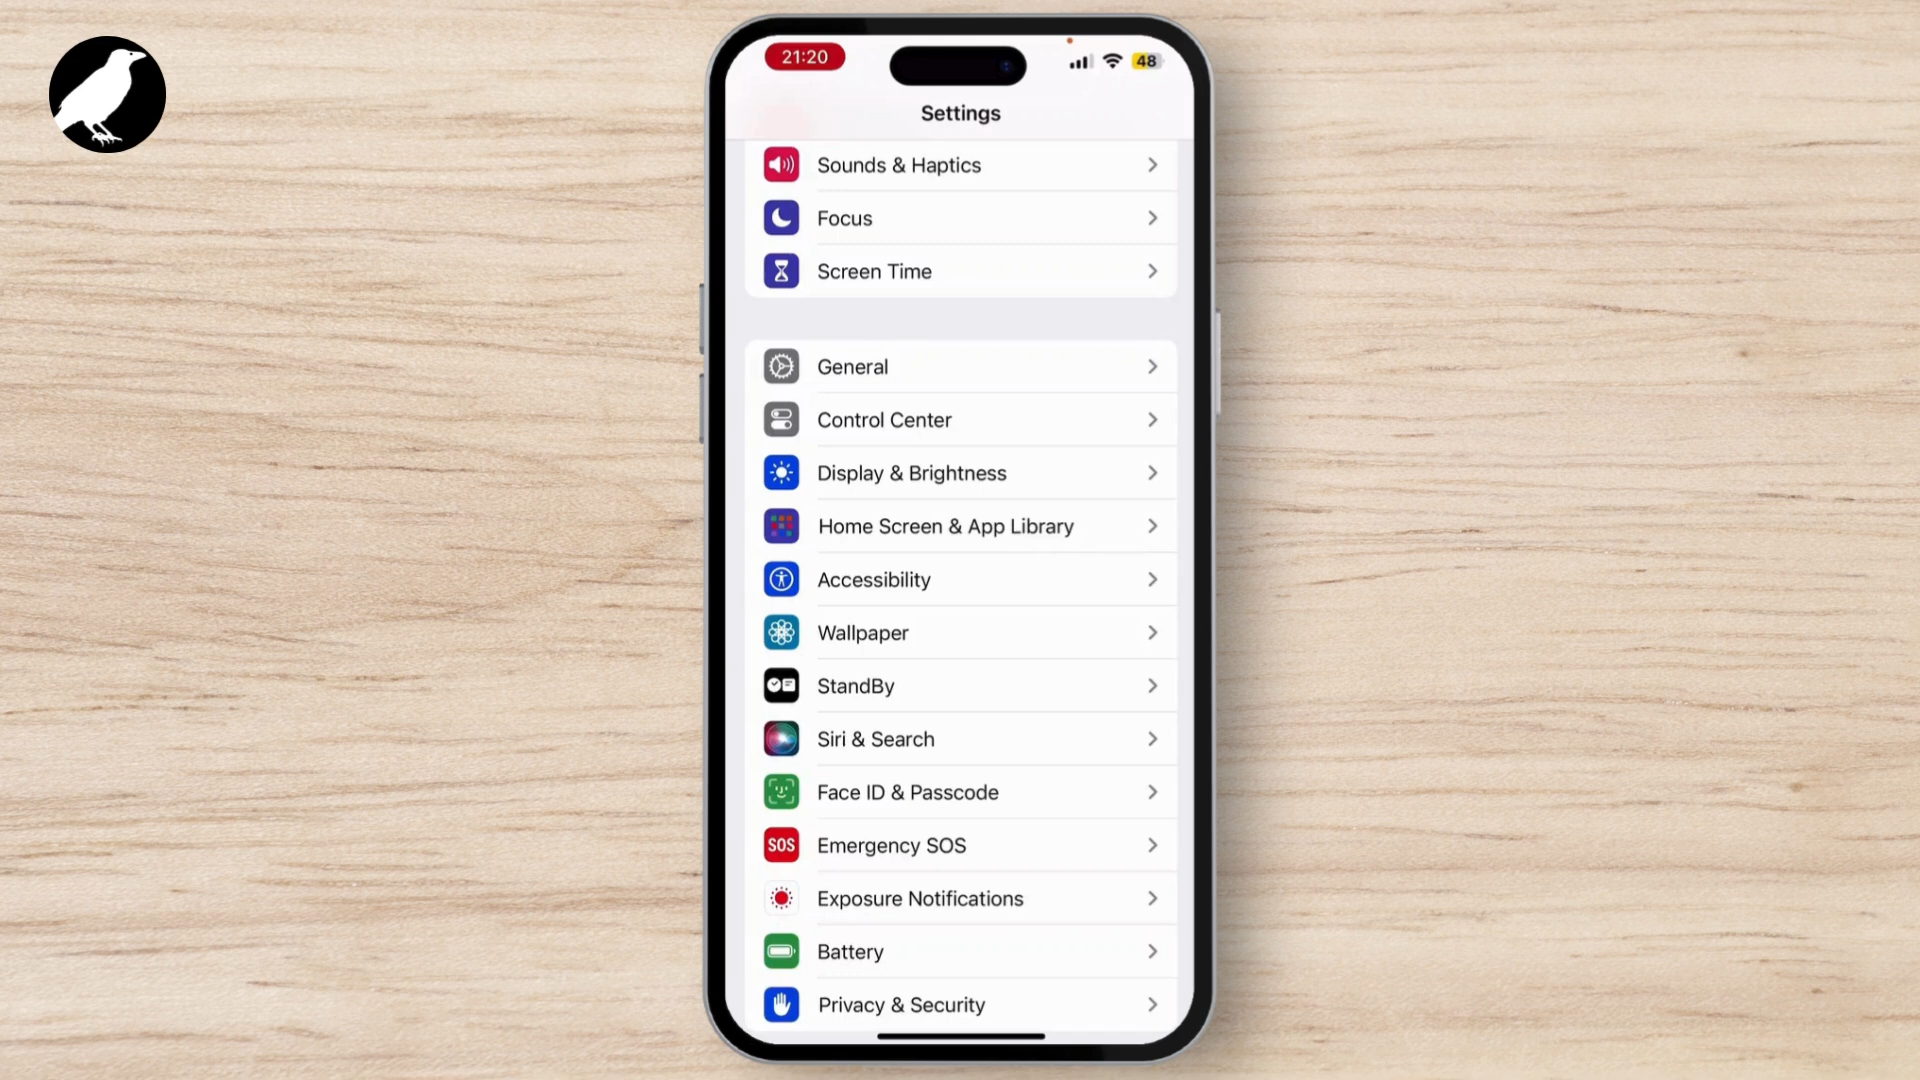 21:20
48
Settings
Sounds & Haptics
Focus
Screen Time
General
Control Center
Display & Brightness
Home Screen & App Library
Accessibility
Wallpaper
StandBy
Siri & Search
Face ID & Passcode
SOS Emergency SOS
Exposure Notifications
Battery
Privacy & Security